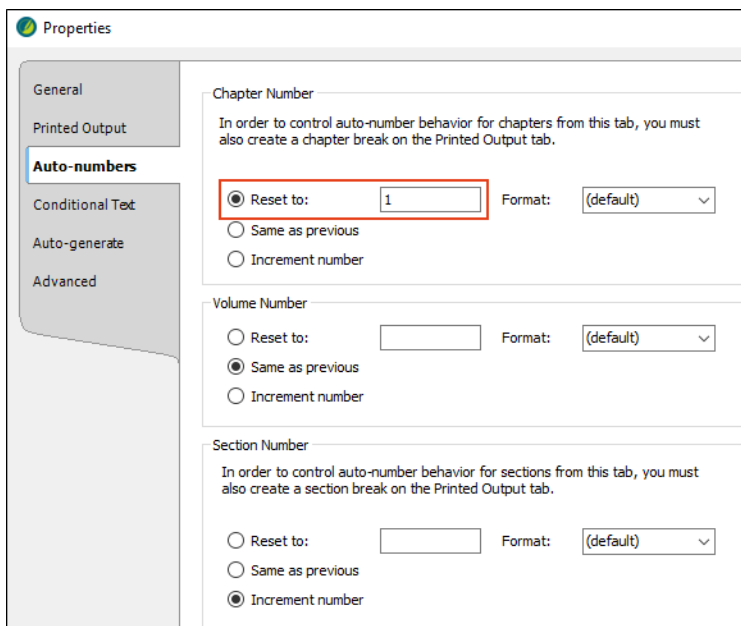 Properties
General
Printed Output
Auto-numbers
Conditional Text
Auto-generate
Advanced
Chapter Number
In order to control auto-number behavior for chapters from this tab, you must
also create a chapter break on the Printed Output tab.
Reset to: 1 Format: (default)
Same as previous
Increment number
Volume Number
Reset to: Format: (default)
Same as previous
Increment number
Section Number
In order to control auto-number behavior for sections from this tab, you must
also create a section break on the Printed Output tab.
Reset to: Format: (default)
Same as previous
Increment number